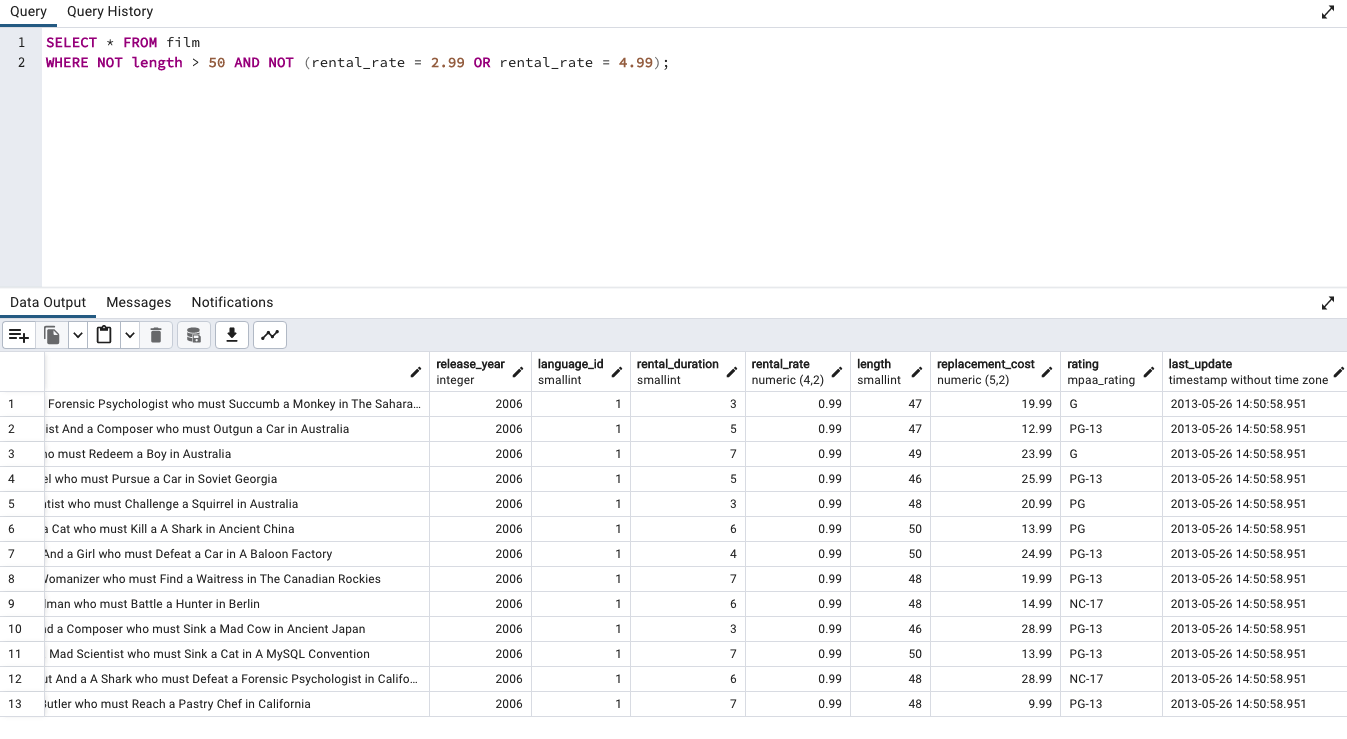 Query Query History
1 SELECT * FROM film
2 WHERE NOT length > 50 AND NOT (rental_rate = 2.99 OR rental_rate = 4.99);
Data Output Messages Notifications
release_year language_id rental_duration rental_rate length replacement_cost rating last_update
integer smallint smallint numeric (4,2) smallint numeric (5,2) mpaa_rating timestamp without time zone
1 Forensic Psychologist who must Succumb a Monkey in The Sahara... 2006 1 3 0.99 47 19.99 G 2013-05-26 14:50:58.951
2 ist And a Composer who must Outgun a Car in Australia 2006 1 5 0.99 47 12.99 PG-13 2013-05-26 14:50:58.951
3 must Redeem a Boy in Australia 2006 1 7 0.99 49 23.99 G 2013-05-26 14:50:58.951
4 el who must Pursue a Car in Soviet Georgia 2006 1 5 0.99 46 25.99 PG-13 2013-05-26 14:50:58.951
5 tist who must Challenge a Squirrel in Australia 2006 1 3 0.99 48 20.99 PG 2013-05-26 14:50:58.951
6 a Cat who must Kill a A Shark in Ancient China 2006 1 6 0.99 50 13.99 PG 2013-05-26 14:50:58.951
7 And a Girl who must Defeat a Car in A Baloon Factory 2006 1 4 0.99 50 24.99 PG-13 2013-05-26 14:50:58.951
8 Womanizer who must Find a Waitress in The Canadian Rockies 2006 1 7 0.99 48 19.99 PG-13 2013-05-26 14:50:58.951
9 man who must Battle a Hunter in Berlin 2006 1 6 0.99 48 14.99 NC-17 2013-05-26 14:50:58.951
10 d a Composer who must Sink a Mad Cow in Ancient Japan 2006 1 3 0.99 46 28.99 PG-13 2013-05-26 14:50:58.951
11 Mad Scientist who must Sink a Cat in A MySQL Convention 2006 1 7 0.99 50 13.99 PG-13 2013-05-26 14:50:58.951
12 ut And a A Shark who must Defeat a Forensic Psychologist in Califo... 2006 1 6 0.99 48 28.99 NC-17 2013-05-26 14:50:58.951
13 Butler who must Reach a Pastry Chef in California 2006 1 7 0.99 48 9.99 PG-13 2013-05-26 14:50:58.951